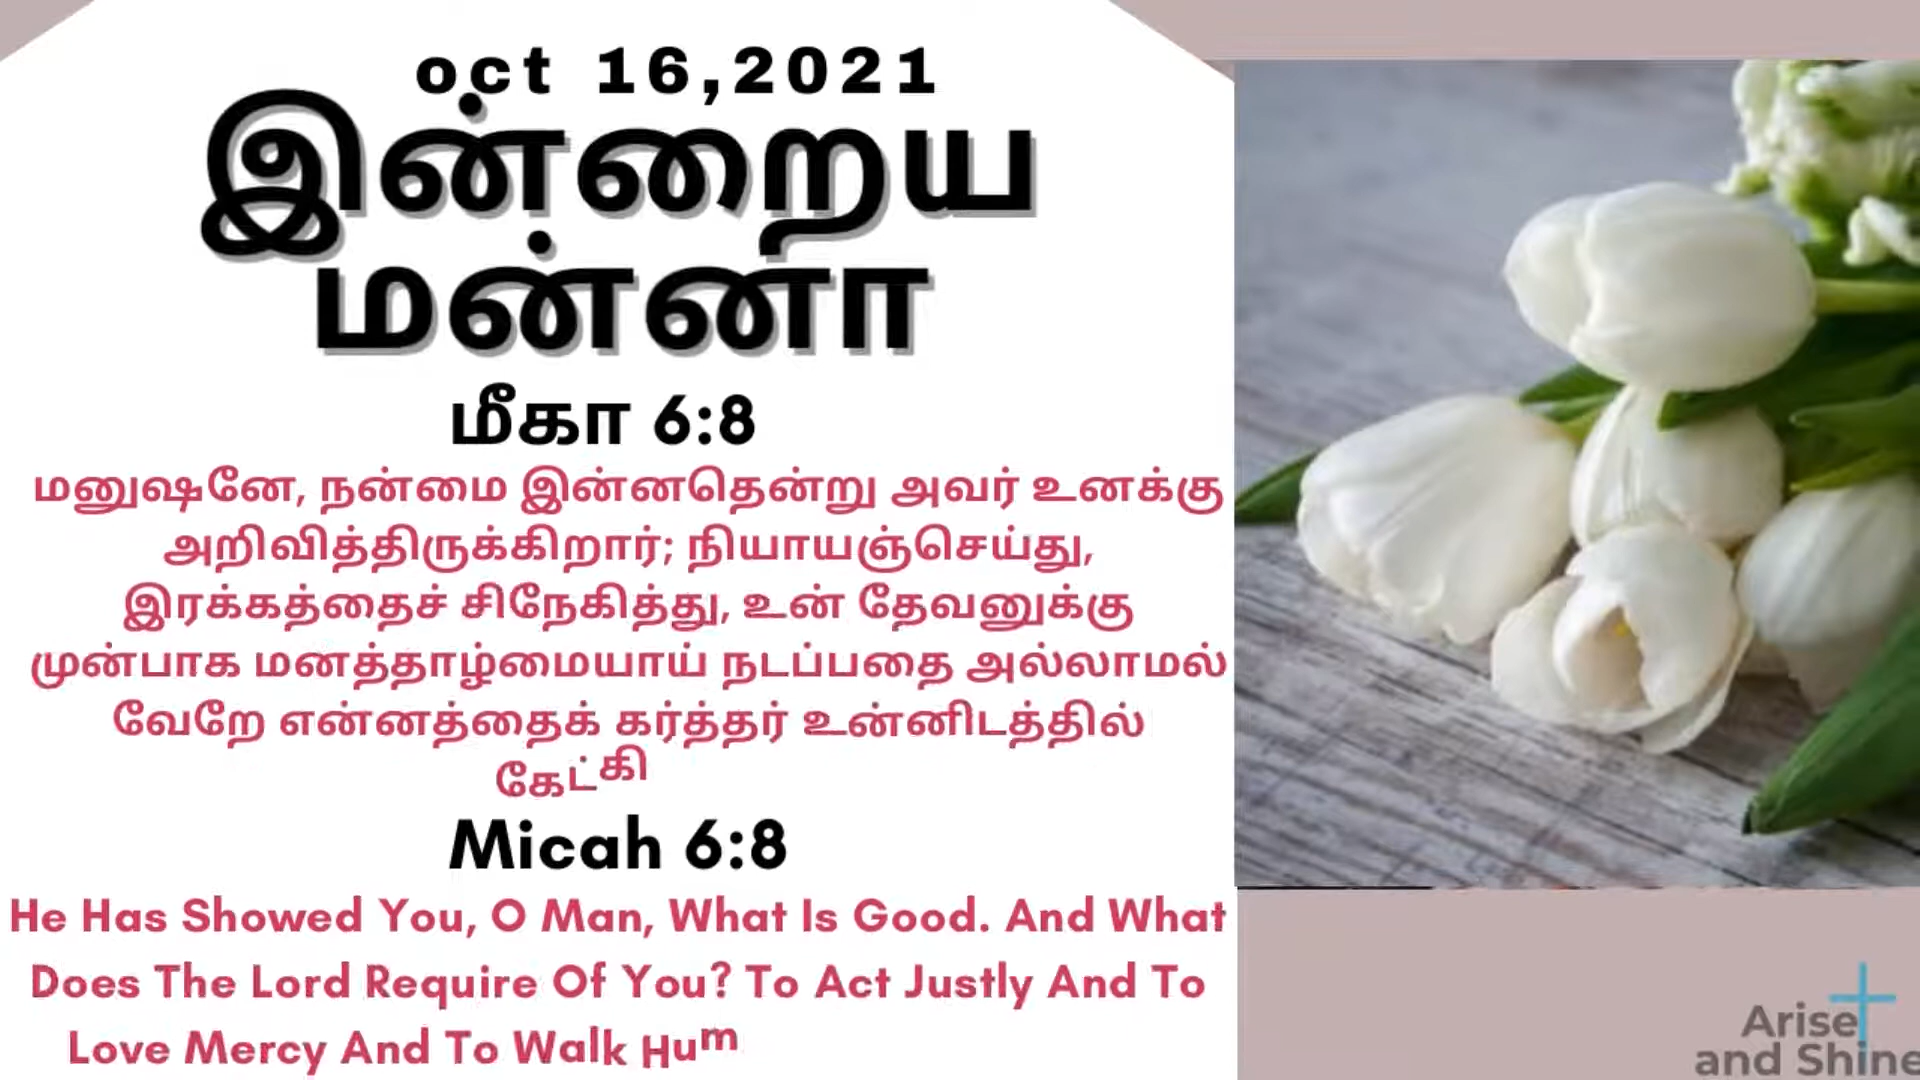 oct 16,2021
இன்றைய
மன்னா
மீகா 6:8
மனுஷனே, நன்மை இன்னதென்று அவர் உனக்கு
அறிவித்திருக்கிறார்; நியாயஞ்செய்து,
இரக்கத்தைச் சிநேகித்து, உன் தேவனுக்கு
முன்பாக மனத்தாழ்மையாய் நடப்பதை அல்லாமல்
வேறே என்னத்தைக் கர்த்தர் உன்னிடத்தில்
கேட்கி
Micah 6:8
He Has Showed You, O Man, What Is Good. And What
Does The Lord Require Of You? To Act Justly And To
Love Mercy And To Walk Hum
Arise
and Shine